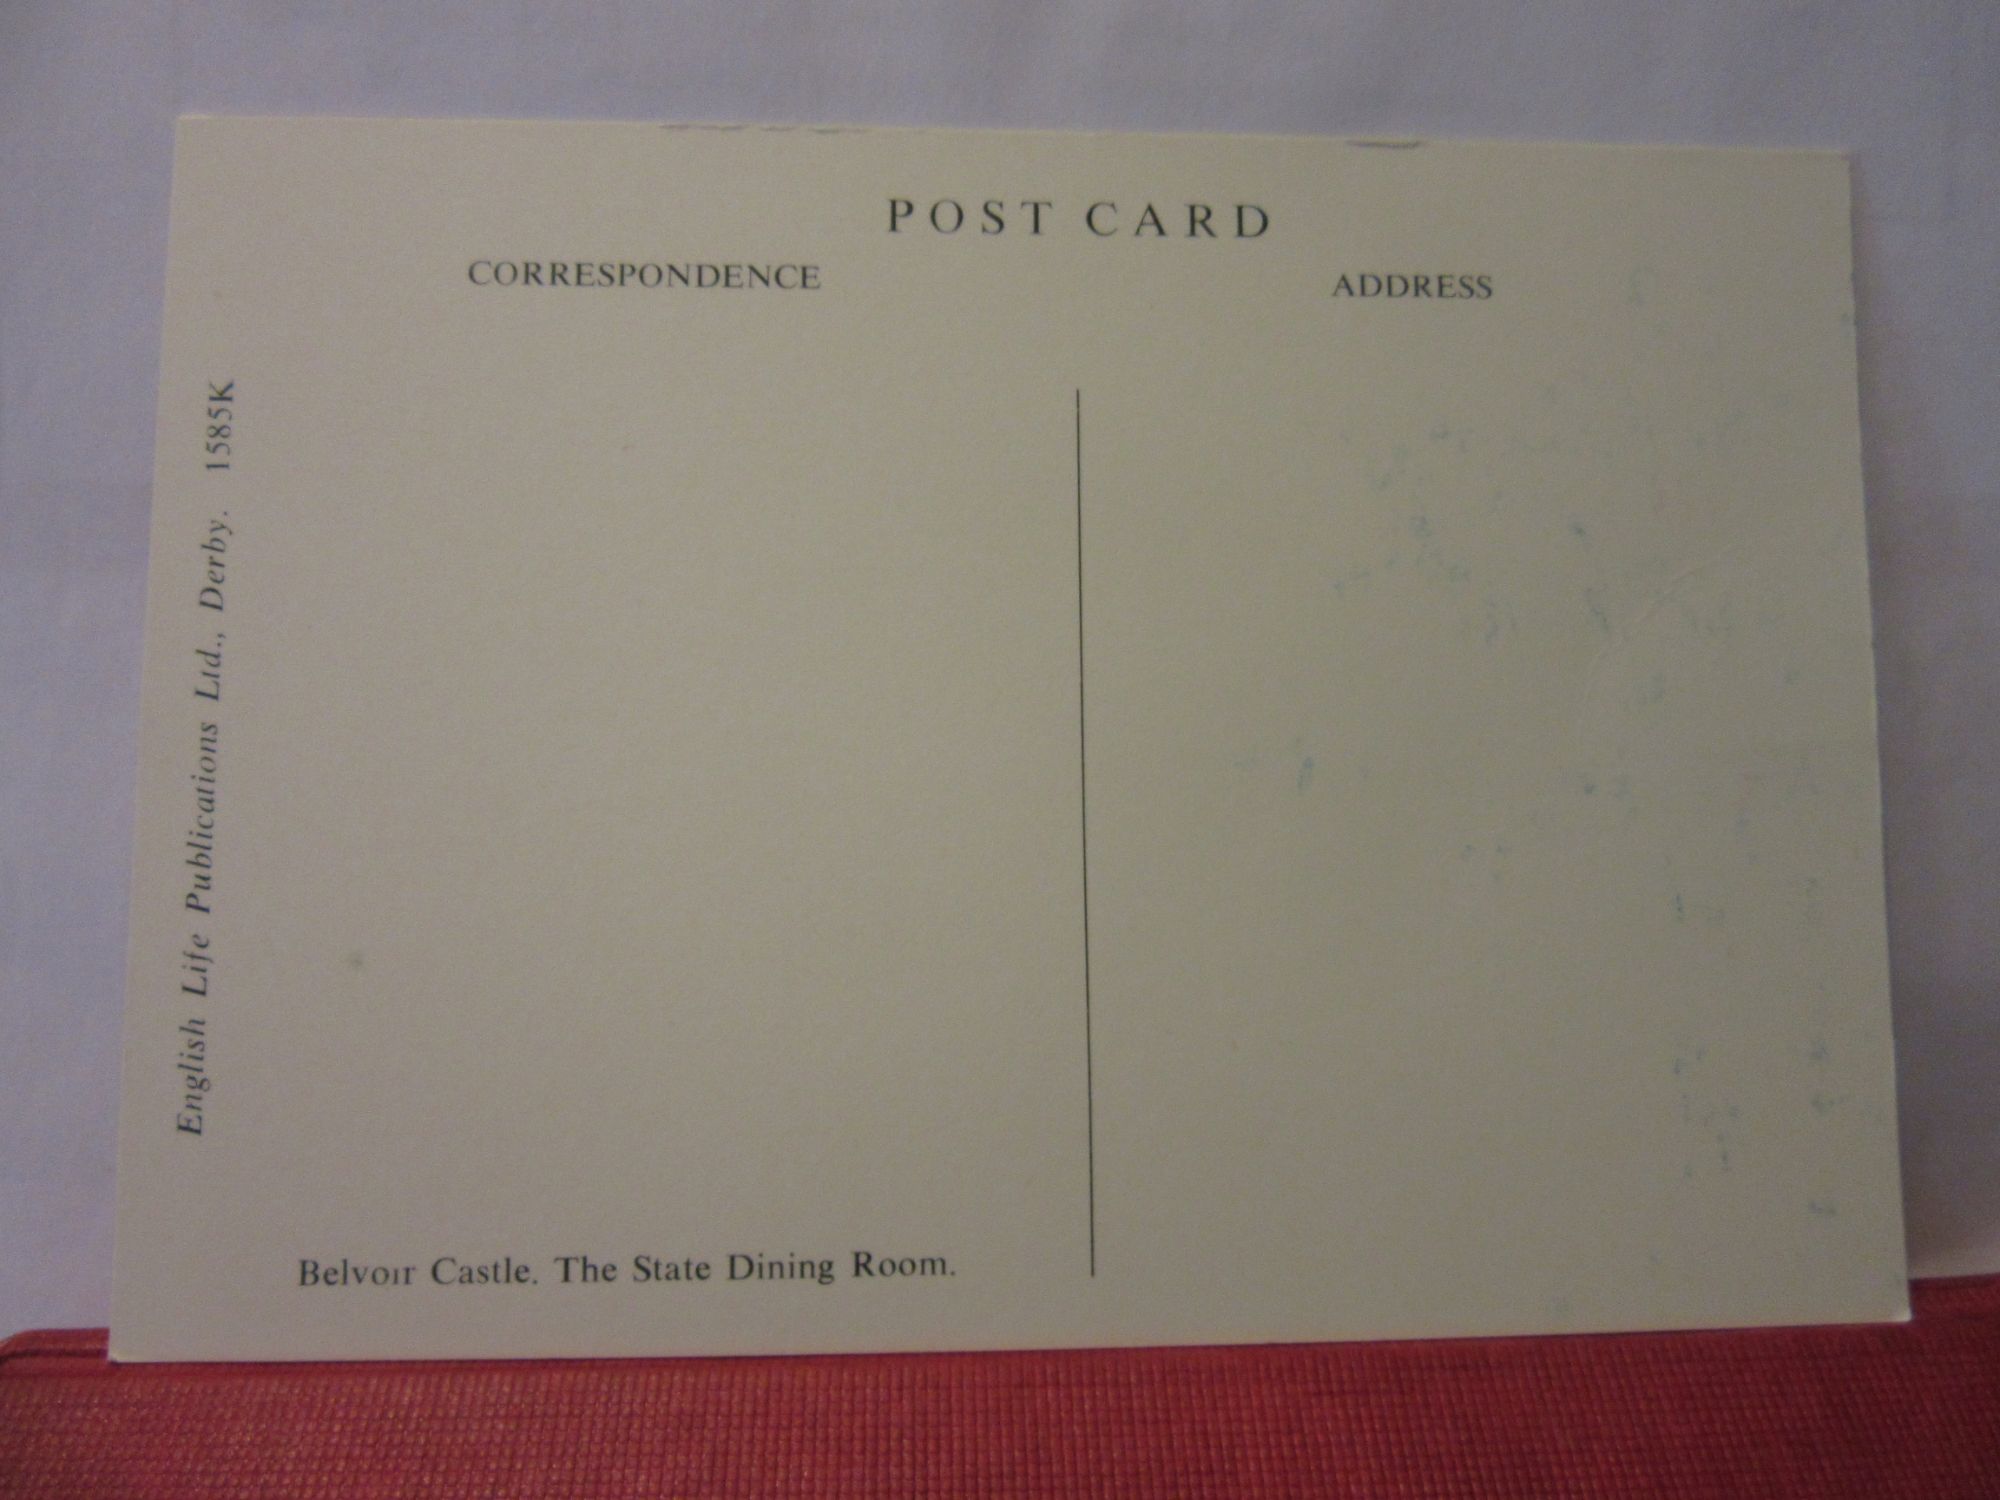 POST CARD
CORRESPONDENCE
ADDRESS
English Life Publications Ltd., Derby. 1585K
Belvoir Castle. The State Dining Room.